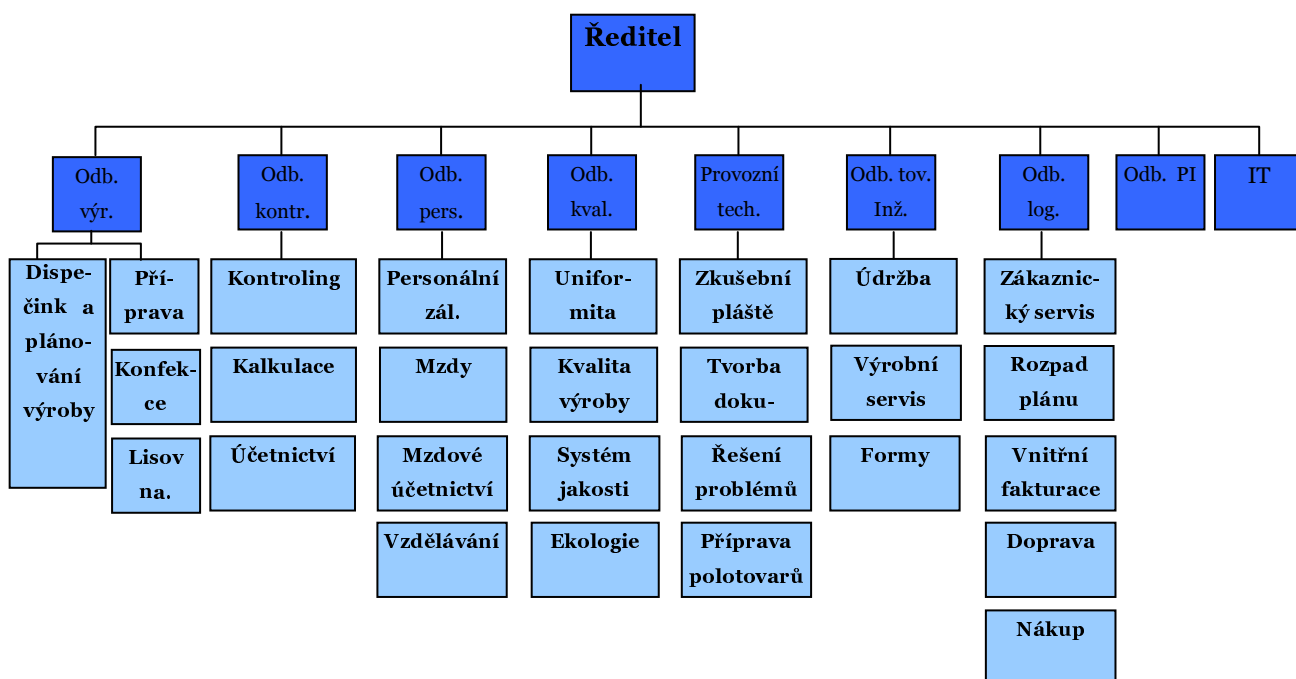 Ředitel
Odb.
výr.
Odb.
kontr.
Odb.
pers.
Odb.
kval.
Provozní
tech.
Odb. tov.
Inž.
Odb.
log.
Odb. PI
IT
Dispe-
čink a
pláno-
vání
výroby
Pří-
prava
Konfek-
ce
Lisov
na.
Kontroling
Kalkulace
Účetnictví
Personální
zál.
Mzdy
Mzdové
účetnictví
Vzdělávání
Unifor-
mita
Kvalita
výroby
Systém
jakosti
Ekologie
Zkušební
pláště
Tvorba
doku-
Řešení
problémů
Příprava
polotovarů
Údržba
Výrobní
servis
Formy
Zákaznic-
ký servis
Rozpad
plánu
Vnitřní
fakturace
Doprava
Nákup